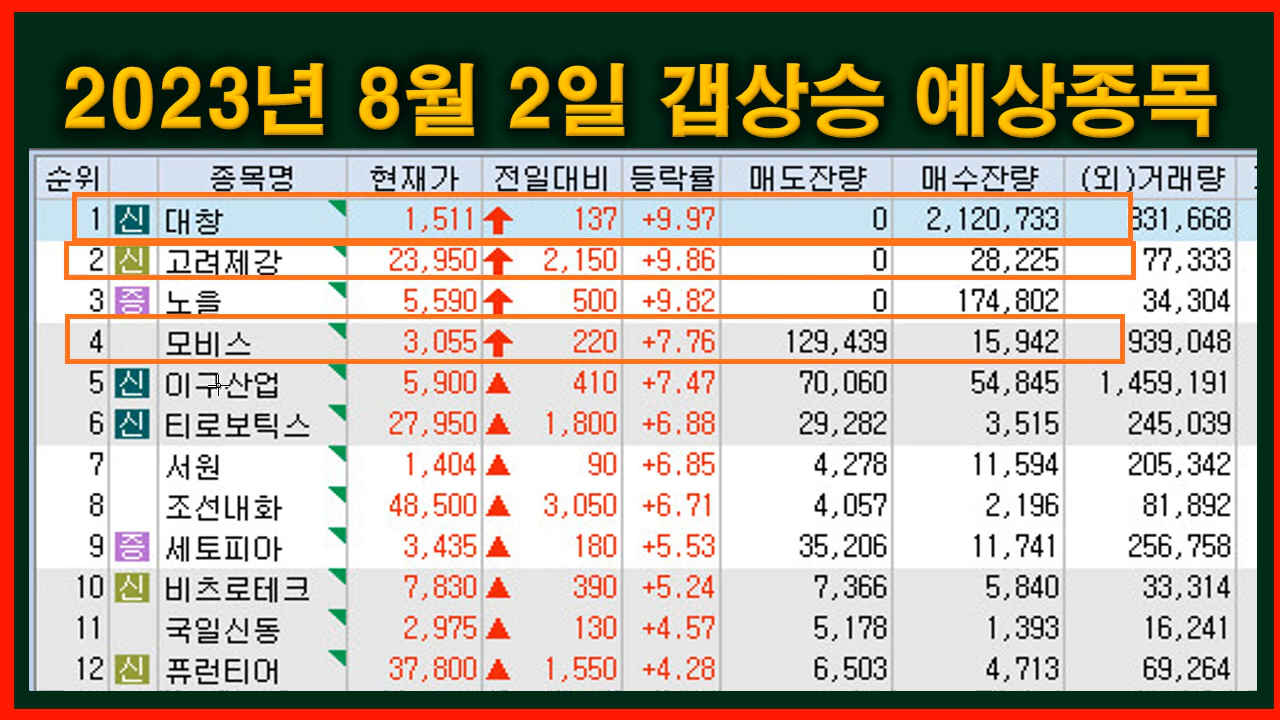 2023년 8월 2일 갭상승 예상종목
순위 종목명 현재가 전일대비 등락률 매도잔량 매수잔량 (외)거래량
1 신 대창 1,511 ↑ 137 +9.97 0 2,120,733 831,668
2 신 고려제강 23,950 ↑ 2,150 +9.86 0 28,225 77,333
3 증 노을 5,590 ↑ 500 +9.82 0 174,802 34,304
4 모비스 3,055 ↑ 220 +7.76 129,439 15,942 939,048
5 신 이구산업 5,900 ▲ 410 +7.47 70,060 54,845 1,459,191
6 신 티로보틱스 27,950 ▲ 1,800 +6.88 29,282 3,515 245,039
7 서원 1,404 ▲ 90 +6.85 4,278 11,594 205,342
8 조선내화 48,500 ▲ 3,050 +6.71 4,057 2,196 81,892
9 증 세토피아 3,435 ▲ 180 +5.53 35,206 11,741 256,758
10 신 비츠로테크 7,830 ▲ 390 +5.24 7,366 5,840 33,314
11 국일신동 2,975 ▲ 130 +4.57 5,178 1,393 16,241
12 신 퓨런티어 37,800 ▲ 1,550 +4.28 6,503 4,713 69,264